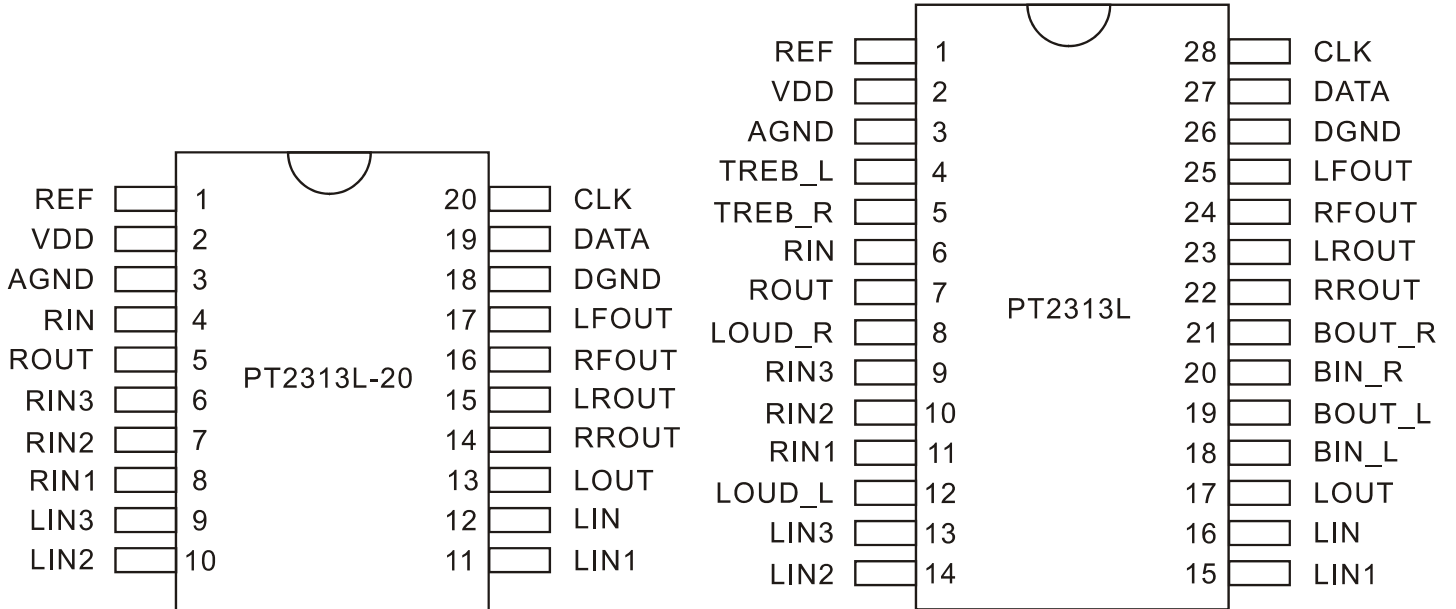 REF 1 20 CLK
VDD 2 19 DATA
AGND 3 18 DGND
RIN 4 17 LFOUT
ROUT 5 16 RFOUT
PT2313L-20
RIN3 6 15 LROUT
RIN2 7 14 RROUT
RIN1 8 13 LOUT
LIN3 9 12 LIN
LIN2 10 11 LIN1
REF 1 28 CLK
VDD 2 27 DATA
AGND 3 26 DGND
TREB_L 4 25 LFOUT
TREB_R 5 24 RFOUT
RIN 6 23 LROUT
ROUT 7 22 RROUT
PT2313L
LOUD_R 8 21 BOUT_R
RIN3 9 20 BIN_R
RIN2 10 19 BOUT_L
RIN1 11 18 BIN_L
LOUD_L 12 17 LOUT
LIN3 13 16 LIN
LIN2 14 15 LIN1